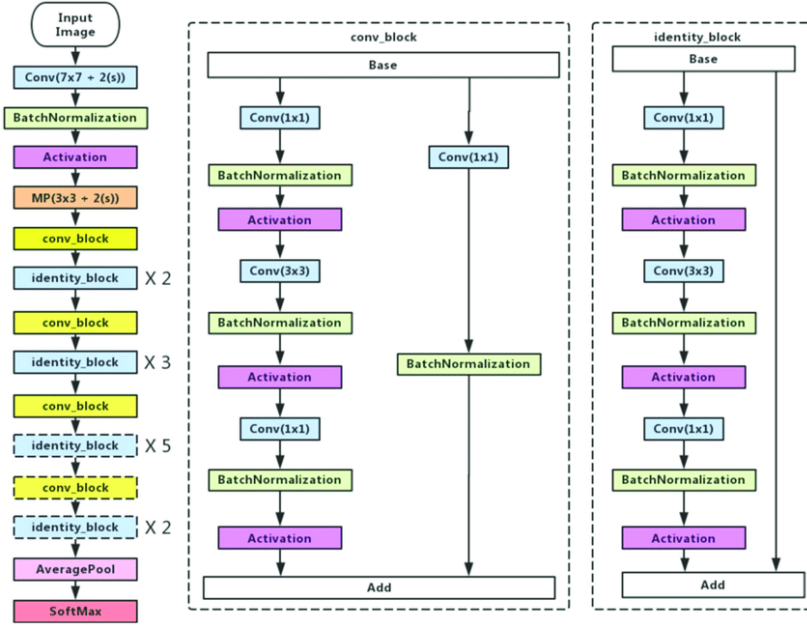 Input
Image
Conv(7x7 + 2(s))
BatchNormalization
Activation
MP(3x3 + 2(s))
conv_block
identity_block X 2
conv_block
identity_block X 3
conv_block
identity_block X 5
conv_block
identity_block X 2
AveragePool
SoftMax
conv_block
Base
Conv(1x1)
BatchNormalization
Activation
Conv(3x3)
BatchNormalization
Activation
Conv(1x1)
BatchNormalization
Activation
Conv(1x1)
BatchNormalization
Add
identity_block
Base
Conv(1x1)
BatchNormalization
Activation
Conv(3x3)
BatchNormalization
Activation
Conv(1x1)
BatchNormalization
Activation
Add